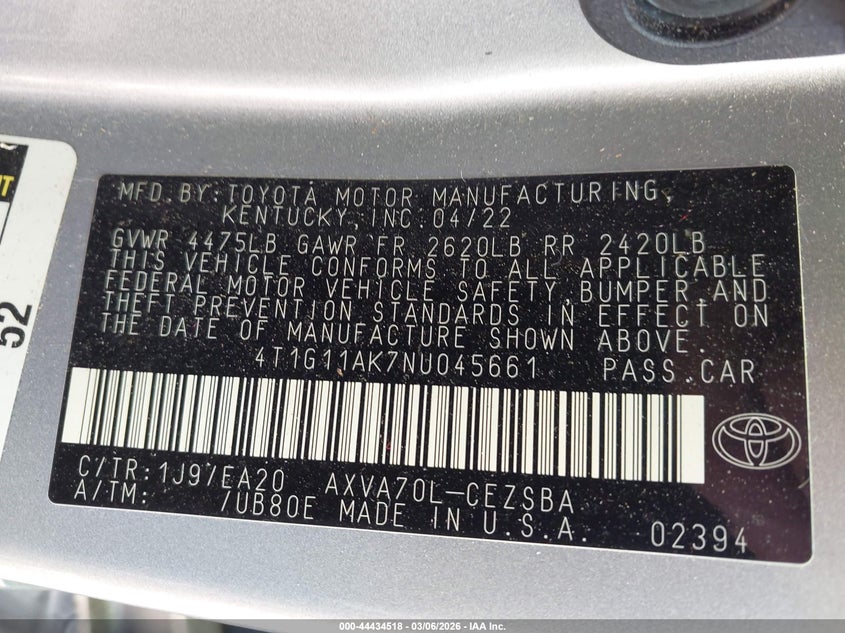 NT
52
MFD.BY:TOYOTA MOTOR MANUFACTURING,
KENTUCKY, INC.04/22
GVWR 4475LB GAWR FR 2620LB RR 2420LB
THIS VEHICLE CONFORMS TO ALL APPLICABLE
FEDERAL MOTOR VEHICLE SAFETY,BUMPER,AND
THEFT PREVENTION STANDARDS IN EFFECT ON
THE DATE OF MANUFACTURE SHOWN ABOVE.
4T1G11AK7NU045661 PASS CAR
C/TR:1J9/EA20 AXVA70L-CEZSBA
A/TM: /UB80E MADE IN U.S.A. 02394
000-44434518 - 03/06/2026 - IAA Inc.